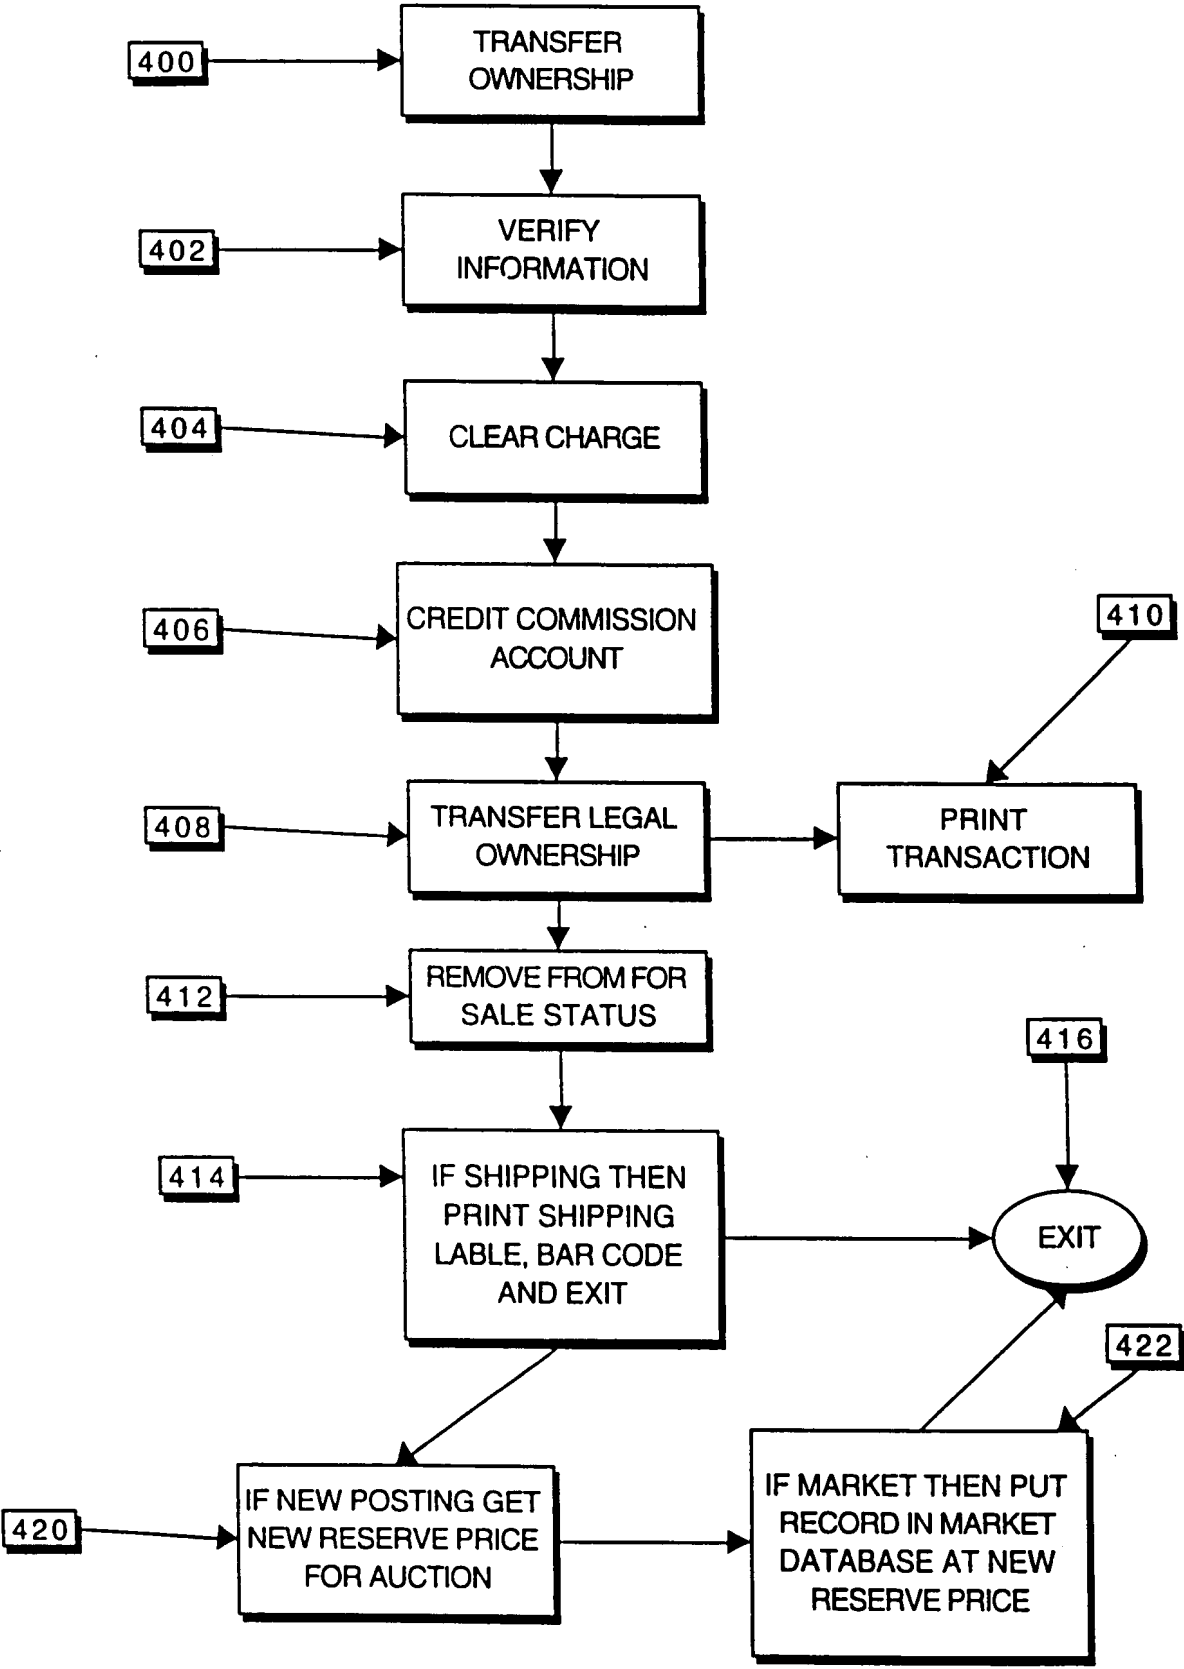 400
TRANSFER
OWNERSHIP
402
VERIFY
INFORMATION
404
CLEAR CHARGE
406
CREDIT COMMISSION
ACCOUNT
410
408
TRANSFER LEGAL
OWNERSHIP
PRINT
TRANSACTION
412
REMOVE FROM FOR
SALE STATUS
416
414
IF SHIPPING THEN
PRINT SHIPPING
LABLE, BAR CODE
AND EXIT
EXIT
422
420
IF NEW POSTING GET
NEW RESERVE PRICE
FOR AUCTION
IF MARKET THEN PUT
RECORD IN MARKET
DATABASE AT NEW
RESERVE PRICE